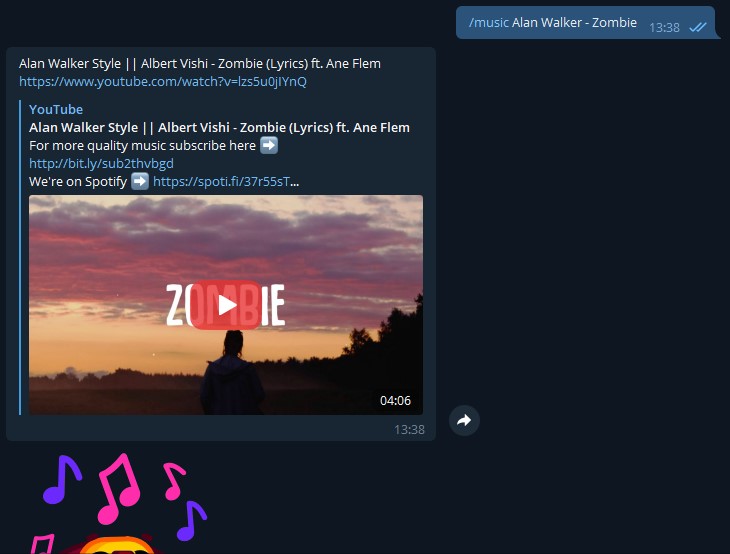 /music Alan Walker - Zombie 13:38
Alan Walker Style || Albert Vishi - Zombie (Lyrics) ft. Ane Flem
https://www.youtube.com/watch?v=lzs5u0jIYnQ
YouTube
Alan Walker Style || Albert Vishi - Zombie (Lyrics) ft. Ane Flem
For more quality music subscribe here ➡️
http://bit.ly/sub2thvbgd
We're on Spotify ➡️ https://spoti.fi/37r55sT...
ZOMBIE
04:06
13:38